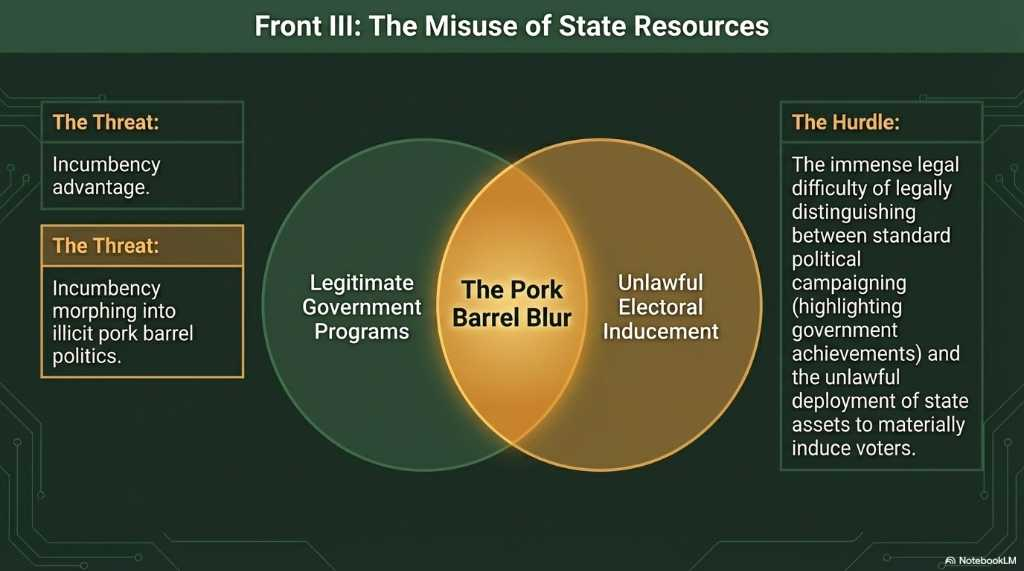 Front III: The Misuse of State Resources
The Threat:
Incumbency
advantage.
The Threat:
Incumbency
morphing into
illicit pork barrel
politics.
Legitimate
Government
Programs
The Pork
Barrel Blur
Unlawful
Electoral
Inducement
The Hurdle:
The immense legal
difficulty of legally
distinguishing
between standard
political
campaigning
(highlighting
government
achievements) and
the unlawful
deployment of state
assets to materially
induce voters.
NotebookLM